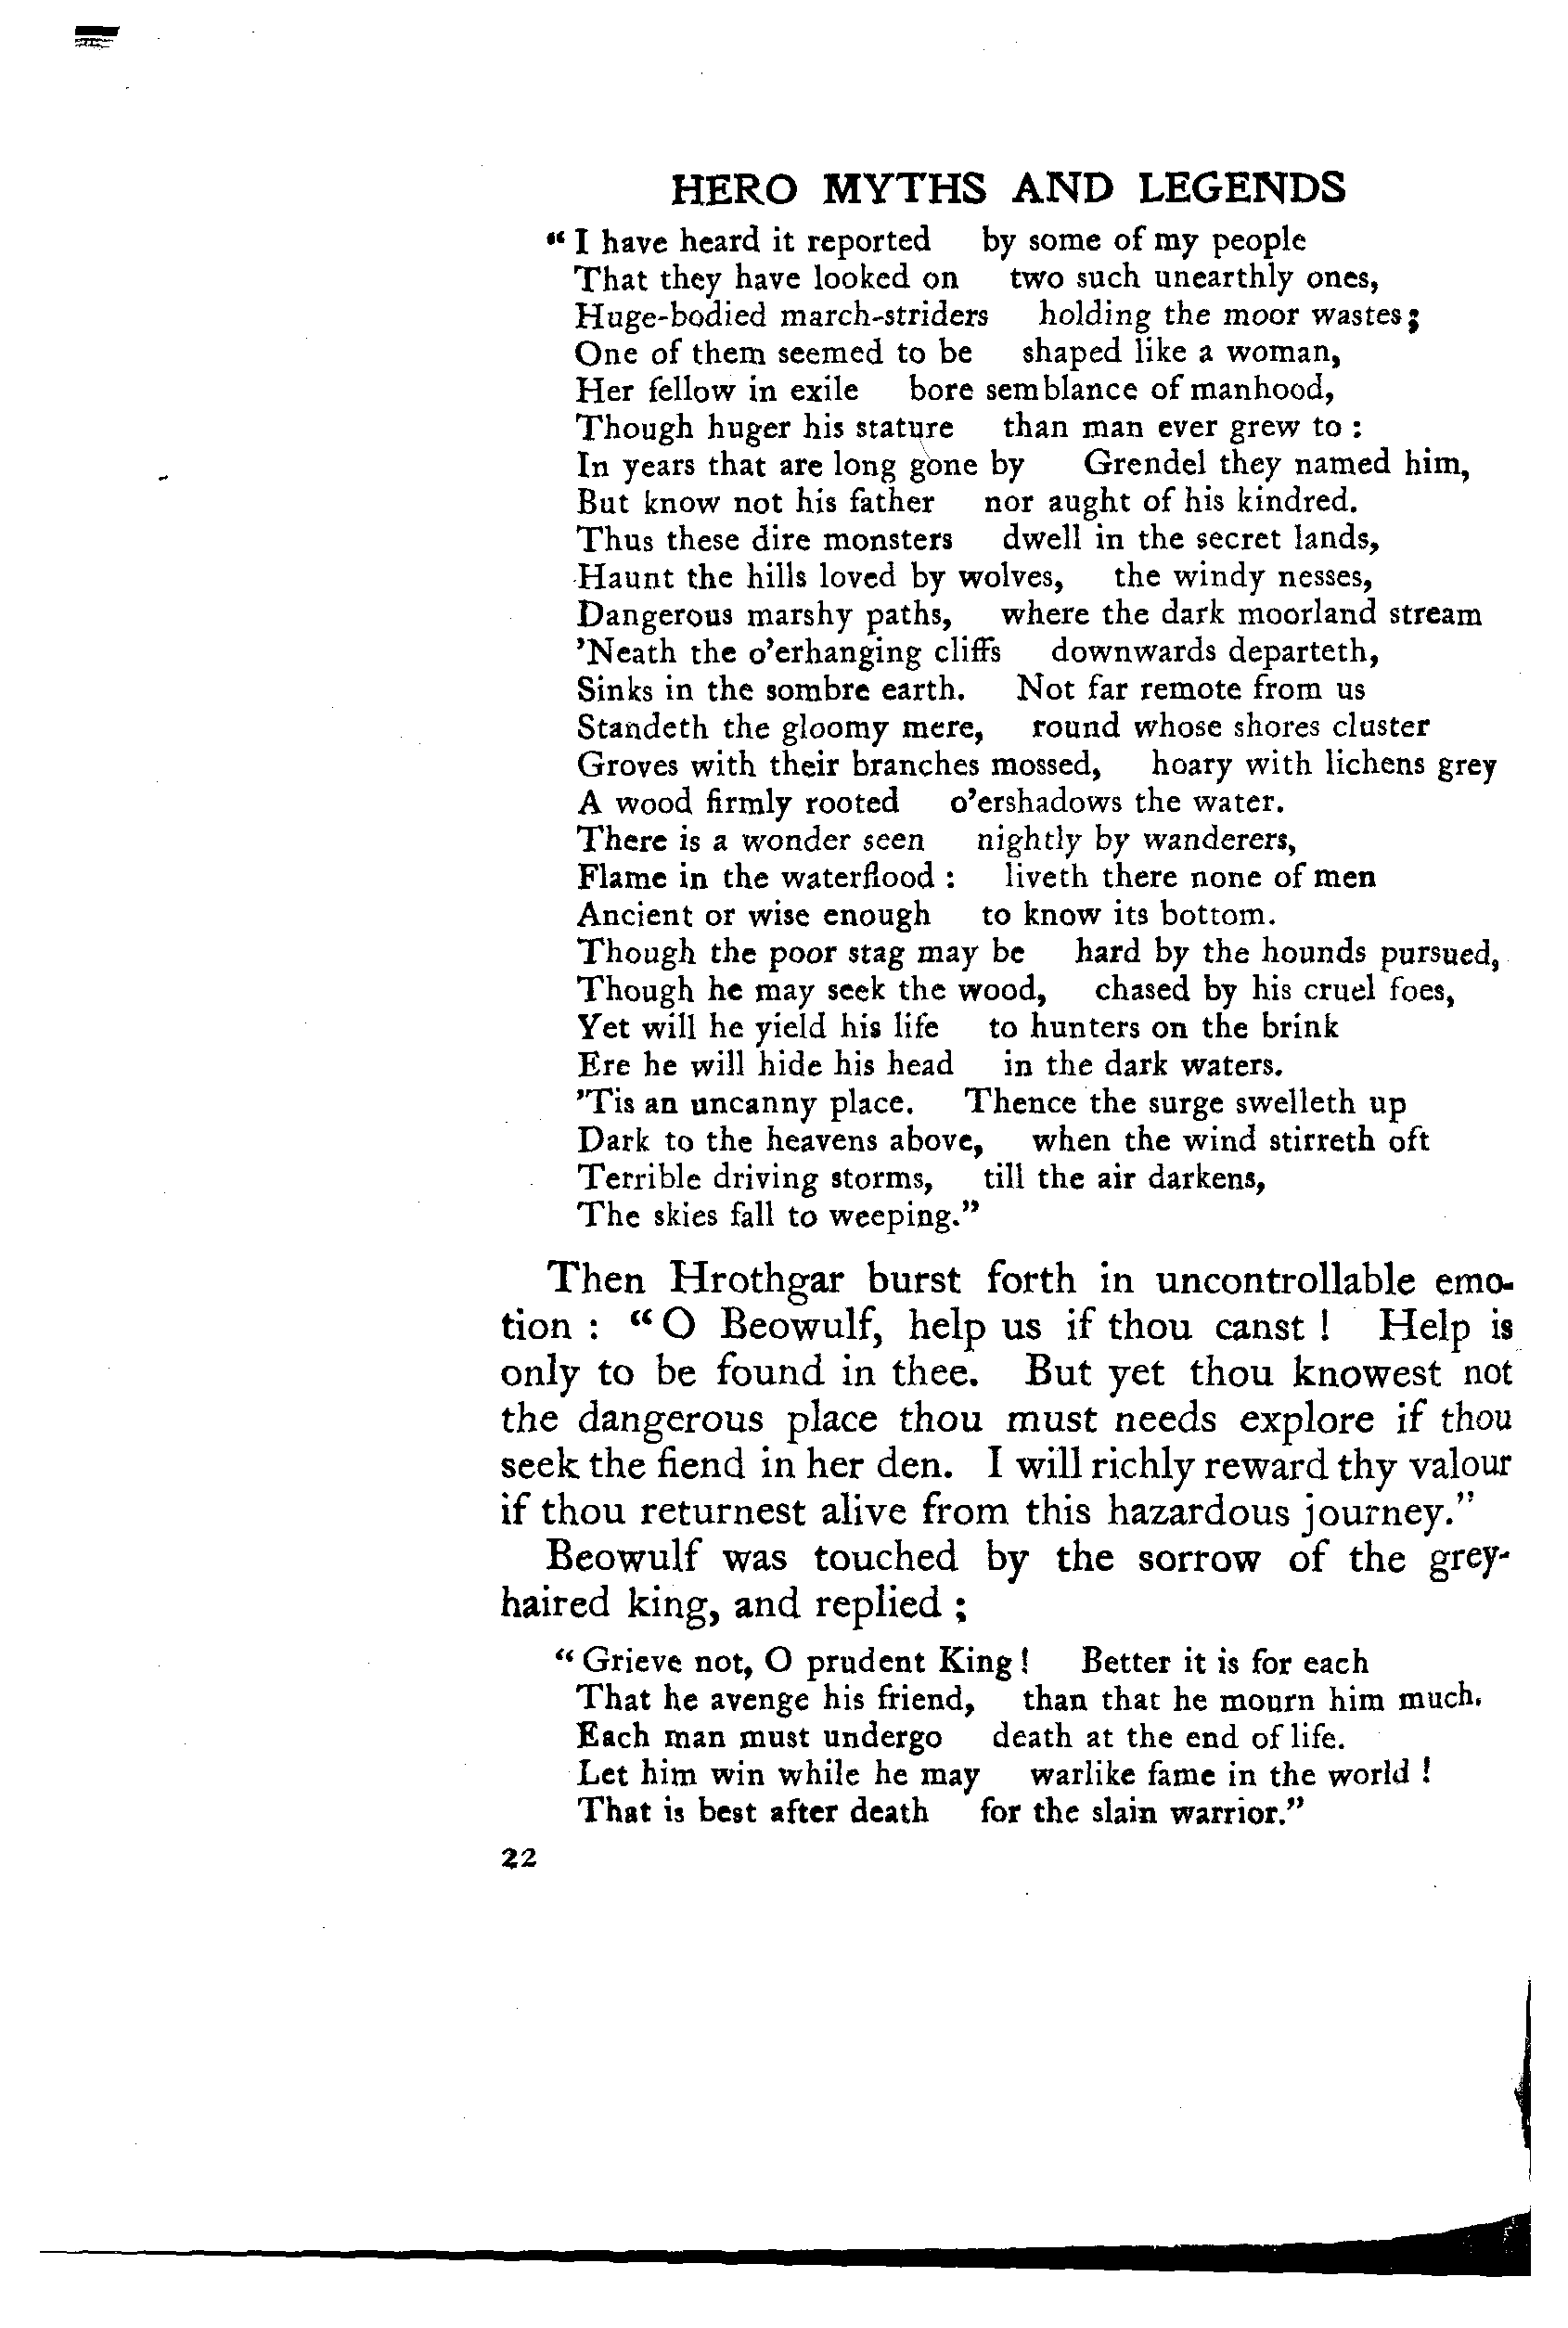 HERO MYTHS AND LEGENDS
“ I have heard it reported   by some of my people
That they have looked on   two such unearthly ones,
Huge-bodied march-striders   holding the moor wastes;
One of them seemed to be   shaped like a woman,
Her fellow in exile   bore semblance of manhood,
Though huger his stature   than man ever grew to :
In years that are long gone by   Grendel they named him,
But know not his father   nor aught of his kindred.
Thus these dire monsters   dwell in the secret lands,
Haunt the hills loved by wolves,   the windy nesses,
Dangerous marshy paths,   where the dark moorland stream
’Neath the o’erhanging cliffs   downwards departeth,
Sinks in the sombre earth.   Not far remote from us
Standeth the gloomy mere,   round whose shores cluster
Groves with their branches mossed,   hoary with lichens grey
A wood firmly rooted   o’ershadows the water.
There is a wonder seen   nightly by wanderers,
Flame in the waterflood :   liveth there none of men
Ancient or wise enough   to know its bottom.
Though the poor stag may be   hard by the hounds pursued,
Though he may seek the wood,   chased by his cruel foes,
Yet will he yield his life   to hunters on the brink
Ere he will hide his head   in the dark waters.
’Tis an uncanny place.   Thence the surge swelleth up
Dark to the heavens above,   when the wind stirreth oft
Terrible driving storms,   till the air darkens,
The skies fall to weeping.”
Then Hrothgar burst forth in uncontrollable emo-
tion : “ O Beowulf, help us if thou canst ! Help is
only to be found in thee. But yet thou knowest not
the dangerous place thou must needs explore if thou
seek the fiend in her den. I will richly reward thy valour
if thou returnest alive from this hazardous journey.”
Beowulf was touched by the sorrow of the grey-
haired king, and replied ;
“ Grieve not, O prudent King !   Better it is for each
That he avenge his friend,   than that he mourn him much.
Each man must undergo   death at the end of life.
Let him win while he may   warlike fame in the world !
That is best after death   for the slain warrior.”
22